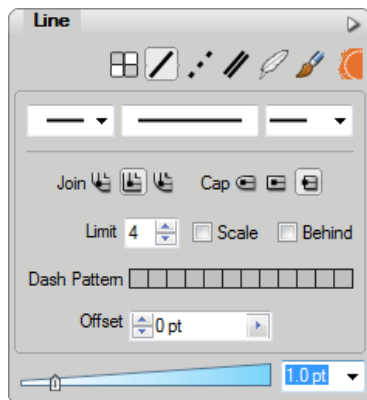 Line
Join Cap
Limit 4 Scale Behind
Dash Pattern
Offset 0 pt
1.0 pt